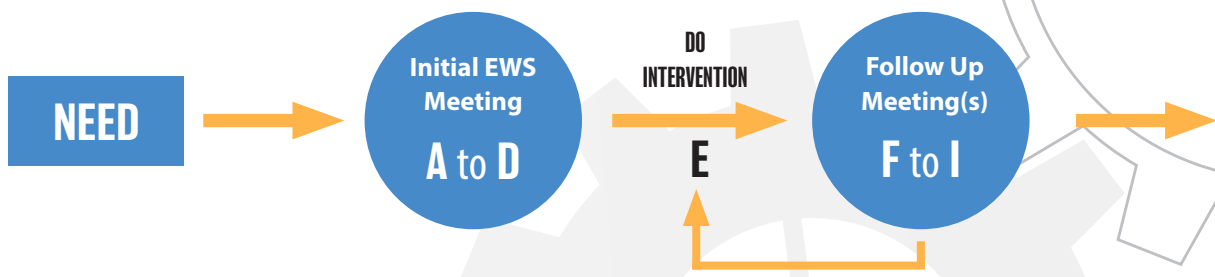 NEED
Initial EWS
Meeting
A to D
DO
INTERVENTION
E
Follow Up
Meeting(s)
F to I